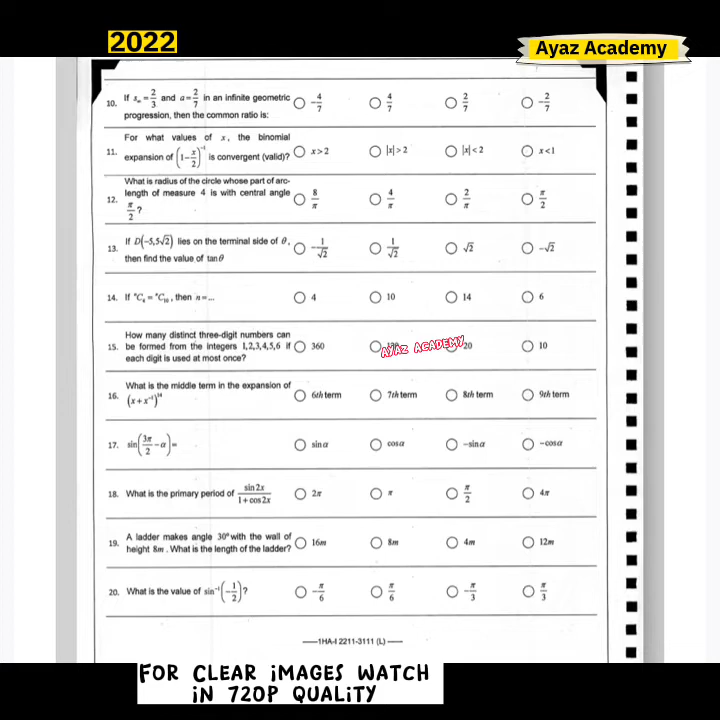 2022
Ayaz Academy
10. If s∞ = 2/3 and a = 2/7 in an infinite geometric progression, then the common ratio is: -4/7 4/7 2/7 -2/7
11. For what values of x, the binomial expansion of (1-x/2)⁻¹ is convergent (valid)? x>2 |x|>2 |x|<2 x<1
12. What is radius of the circle whose part of arc-length of measure 4 is with central angle π/2? 8/π 4/π 2/π π/2
13. If D(-5,5√2) lies on the terminal side of θ, then find the value of tanθ -1/√2 1/√2 √2 -√2
14. If ⁿC₄ = ⁿC₁₀, then n=... 4 10 14 6
15. How many distinct three-digit numbers can be formed from the integers 1,2,3,4,5,6 if each digit is used at most once? 360 20 10
AYAZ ACADEMY
16. What is the middle term in the expansion of (x+x⁻¹)¹⁴ 6th term 7th term 8th term 9th term
17. sin(3π/2-α)= sinα cosα -sinα -cosα
18. What is the primary period of sin2x/1+cos2x 2π π π/2 4π
19. A ladder makes angle 30° with the wall of height 8m. What is the length of the ladder? 16m 8m 4m 12m
20. What is the value of sin⁻¹(-1/2)? -π/6 π/6 -π/3 π/3
—1HA-I 2211-3111 (L)—
FOR CLEAR IMAGES WATCH
IN 720P QUALITY